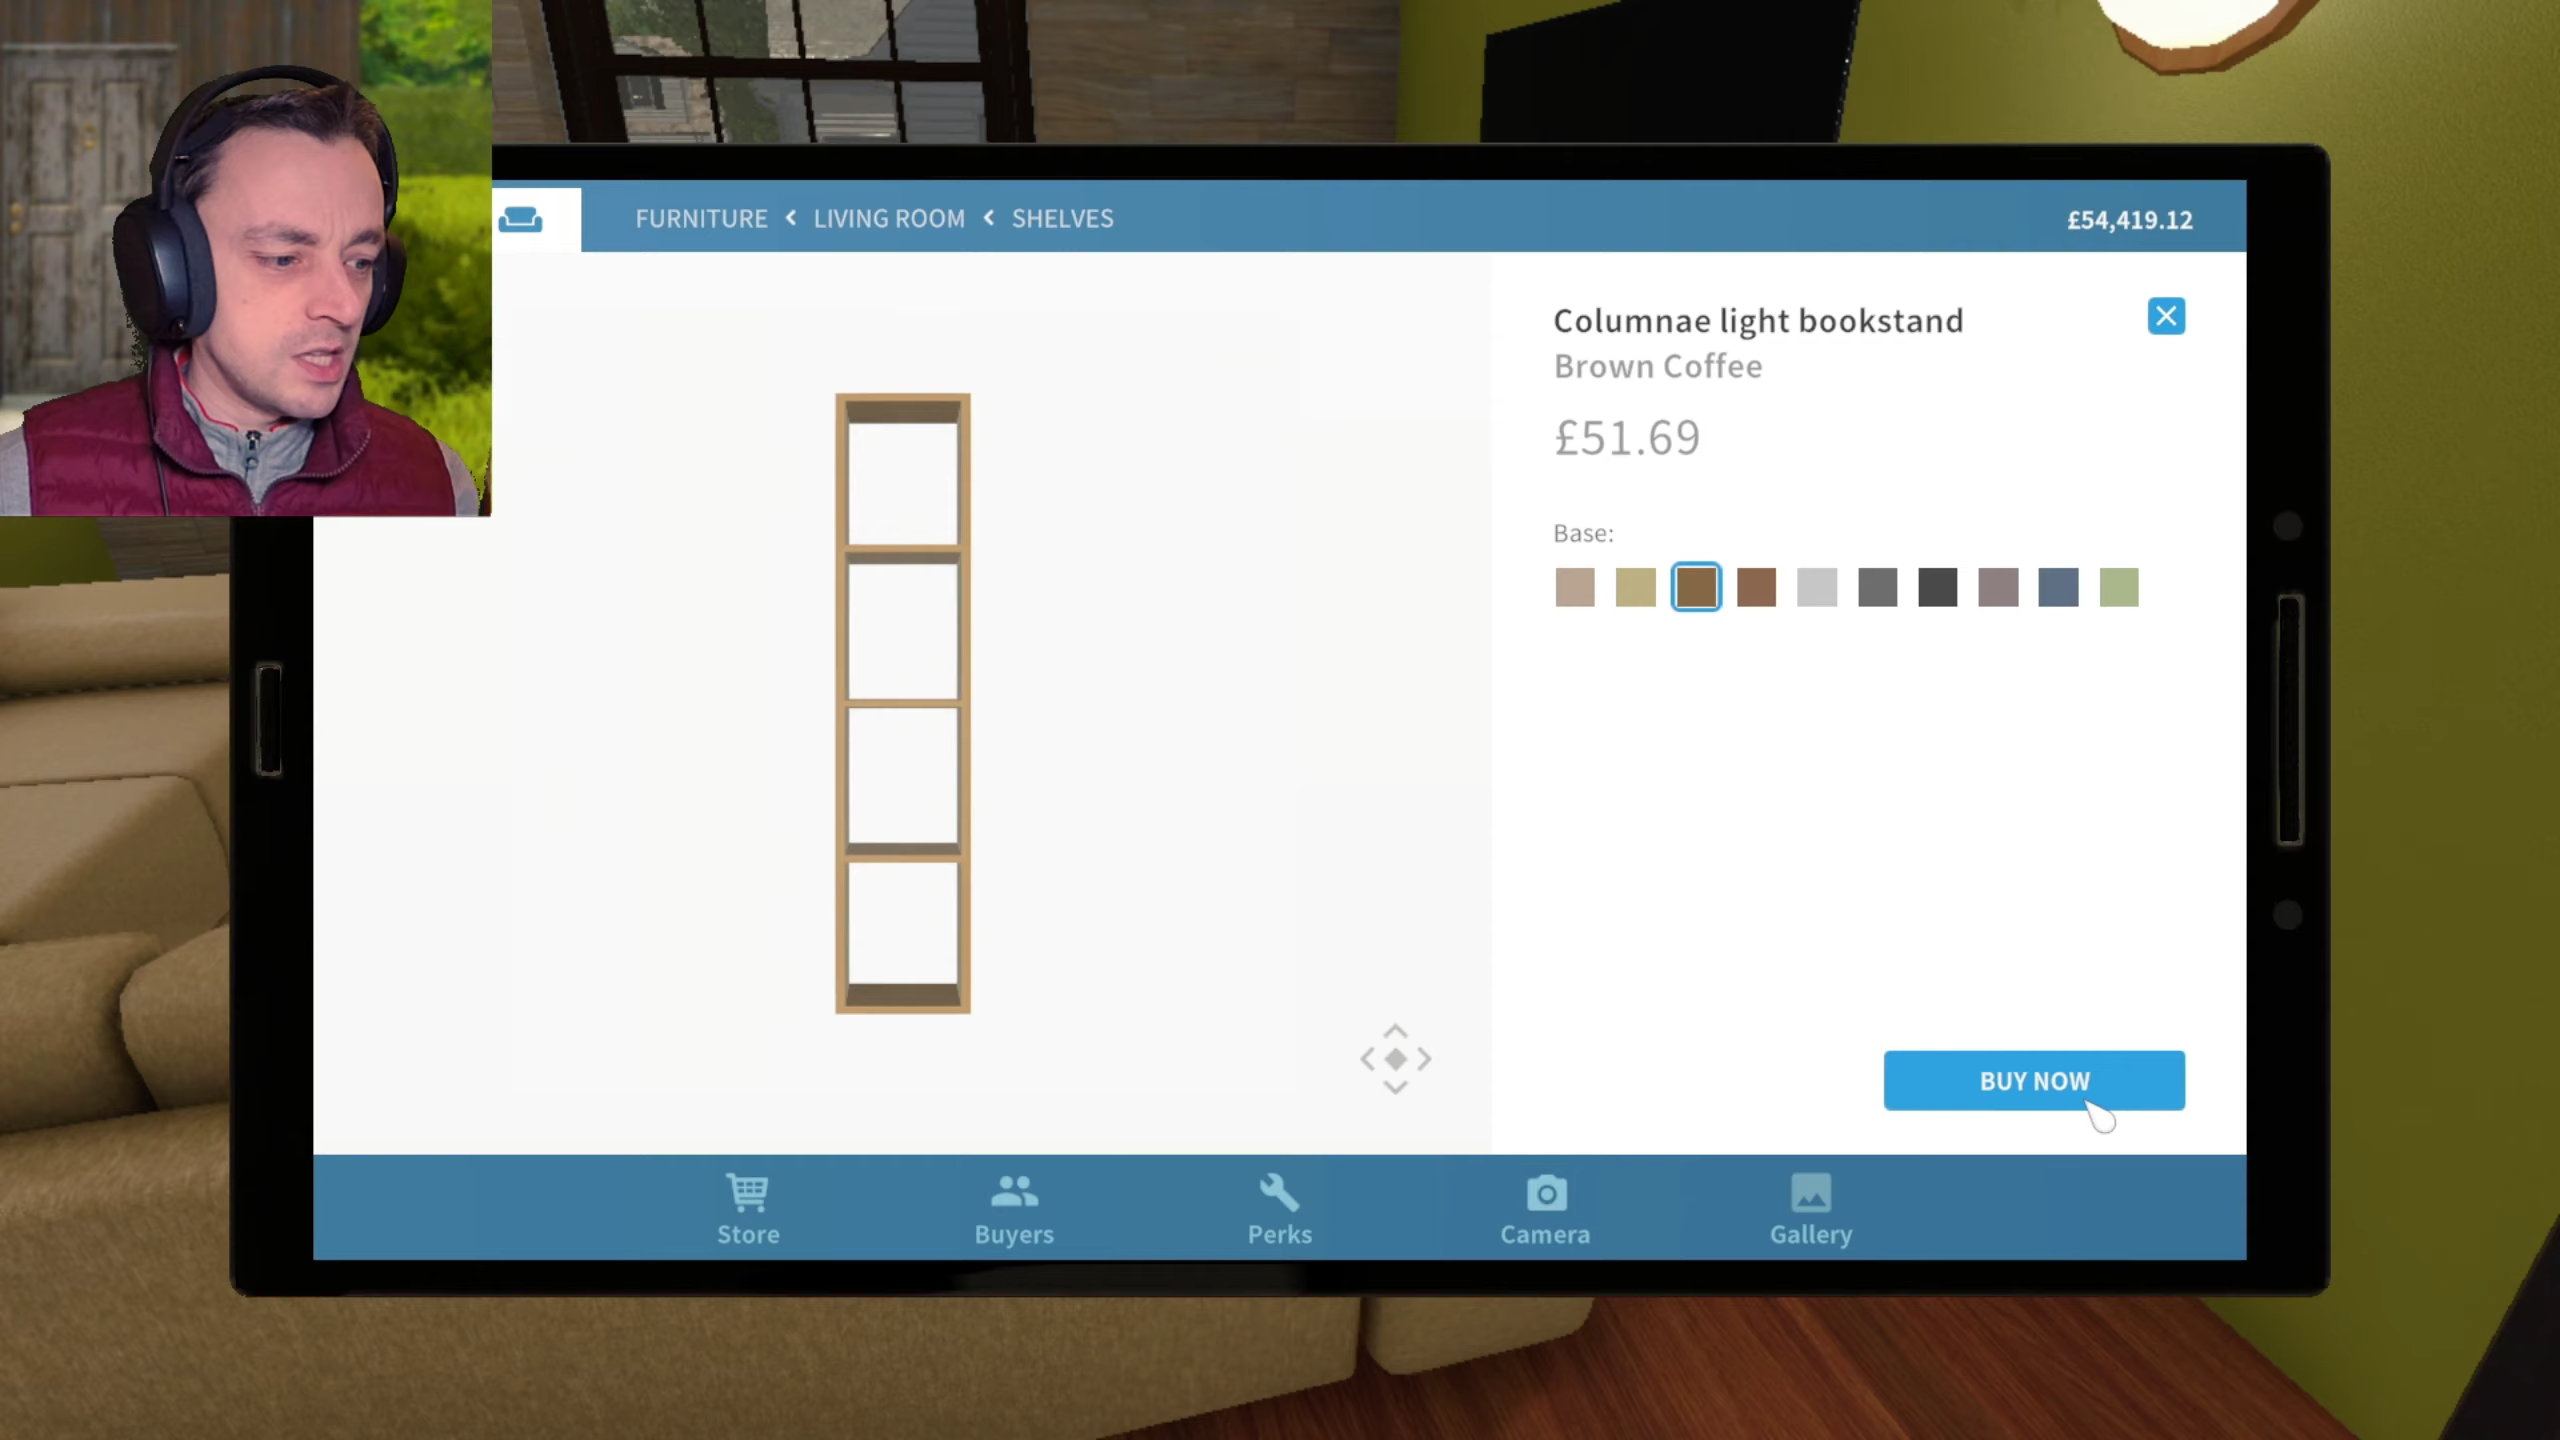 FURNITURE < LIVING ROOM < SHELVES
£54,419.12
Columnae light bookstand
Brown Coffee
£51.69
Base:
BUY NOW
Store
Buyers
Perks
Camera
Gallery